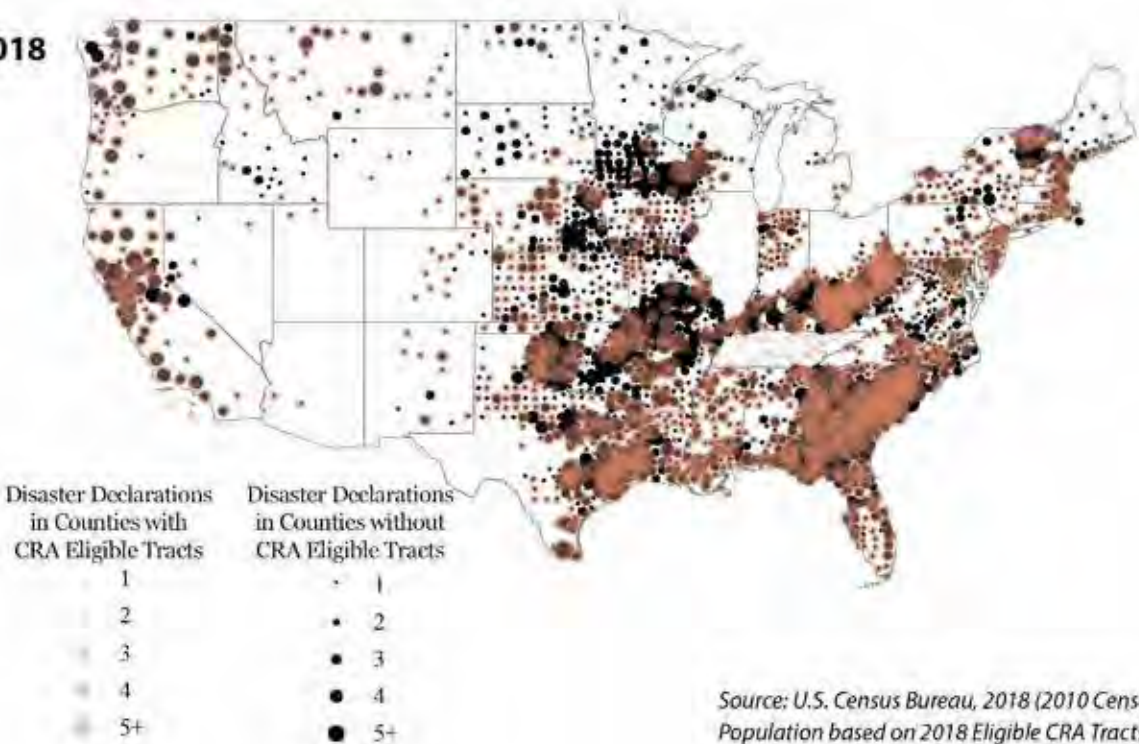 018
Disaster Declarations
in Counties with
CRA Eligible Tracts
1
2
3
4
5+
Disaster Declarations
in Counties without
CRA Eligible Tracts
1
2
3
4
5+
Source: U.S. Census Bureau, 2018 (2010 Cens
Population based on 2018 Eligible CRA Tract